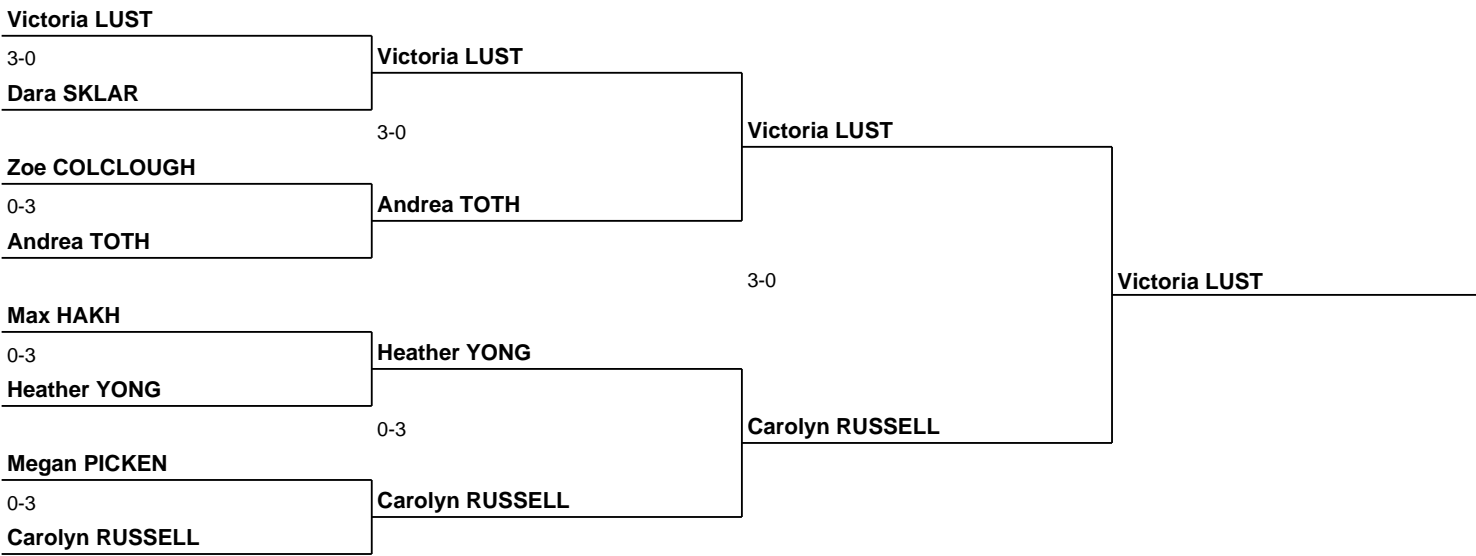 Victoria LUST
3-0
Victoria LUST
Dara SKLAR
3-0
Victoria LUST
Zoe COLCLOUGH
0-3
Andrea TOTH
Andrea TOTH
3-0
Victoria LUST
Max HAKH
0-3
Heather YONG
Heather YONG
0-3
Carolyn RUSSELL
Megan PICKEN
0-3
Carolyn RUSSELL
Carolyn RUSSELL